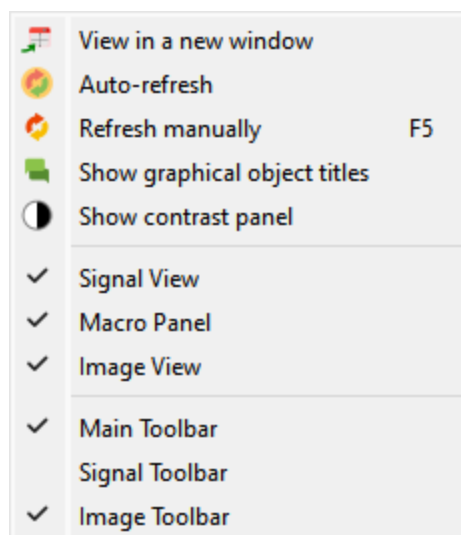 View in a new window
Auto-refresh
Refresh manually F5
Show graphical object titles
Show contrast panel
Signal View
Macro Panel
Image View
Main Toolbar
Signal Toolbar
Image Toolbar